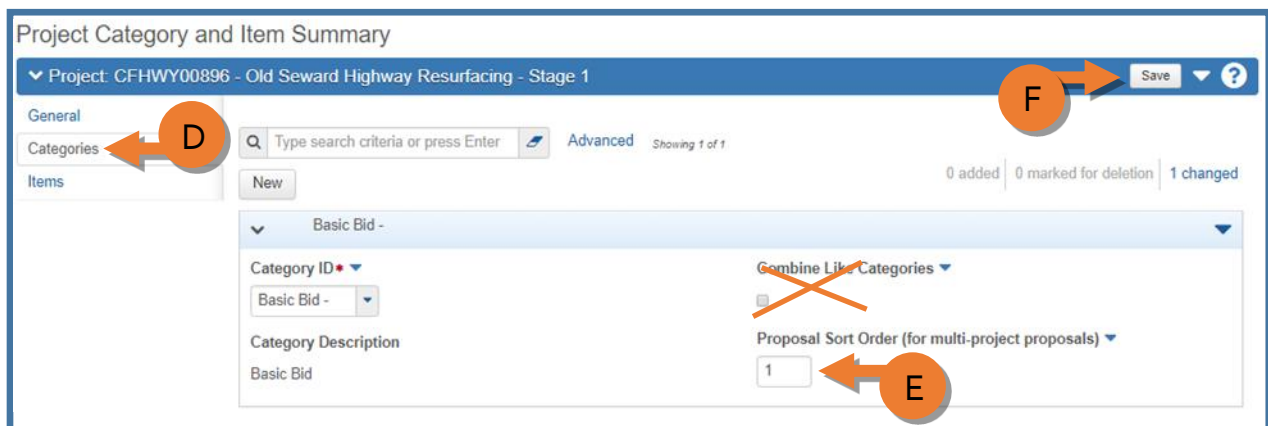 Project Category and Item Summary
Project: CFHWY00896 - Old Seward Highway Resurfacing - Stage 1
Save
?
F
General
Categories
Items
D
Type search criteria or press Enter
Advanced
Showing 1 of 1
New
0 added
0 marked for deletion
1 changed
Basic Bid -
Category ID*
Basic Bid -
Combine Like Categories
Category Description
Basic Bid
Proposal Sort Order (for multi-project proposals)
1
E